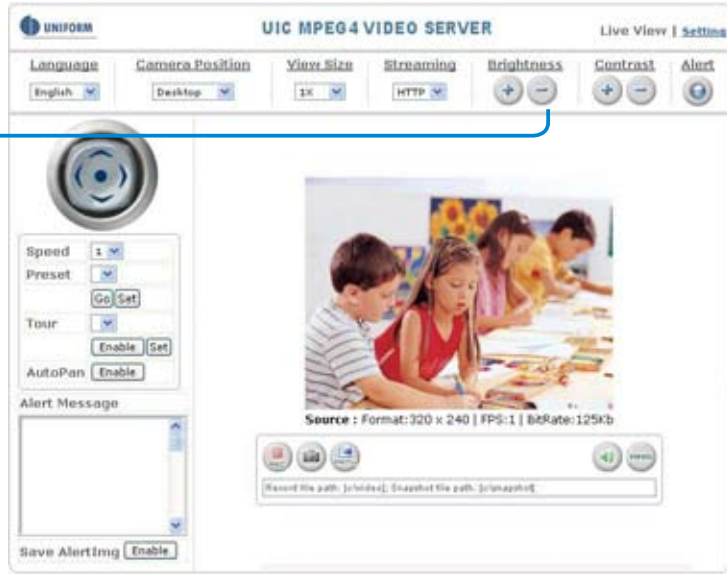 UNIFORM
UIC MPEG4 VIDEO SERVER
Live View | Setting
Language Camera Position View Size Streaming Brightness Contrast Alert
English Desktop 1X HTTP + - + -
Speed 1
Preset
Go Set
Tour
Enable Set
AutoPan Enable
Alert Message
Source : Format:320 x 240 | FPS:1 | BitRate:125Kb
Record file path: [c:\video]; Snapshot file path: [c:\snapshot]
Save AlertImg Enable